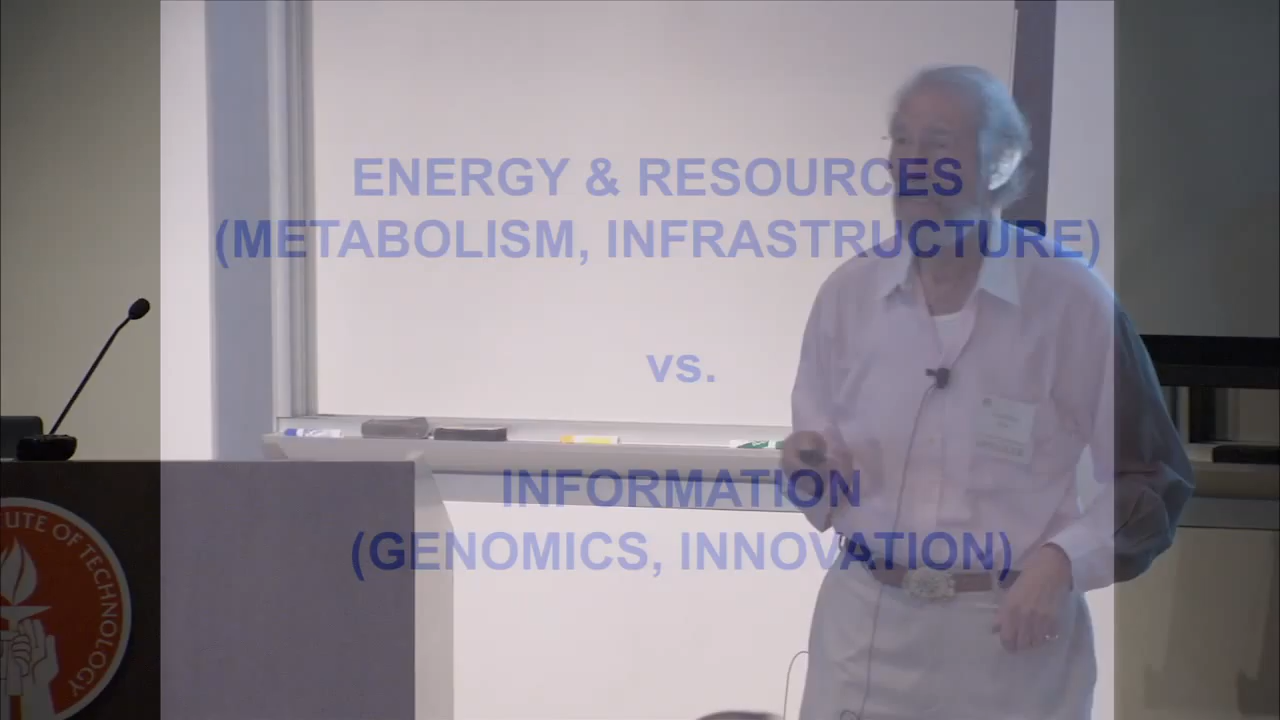 ENERGY & RESOURCES
(METABOLISM, INFRASTRUCTURE)
vs.
INFORMATION
(GENOMICS, INNOVATION)
UTE OF TECHNOLOGY